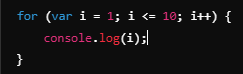 for (var i = 1; i <= 10; i++) {
    console.log(i);
}